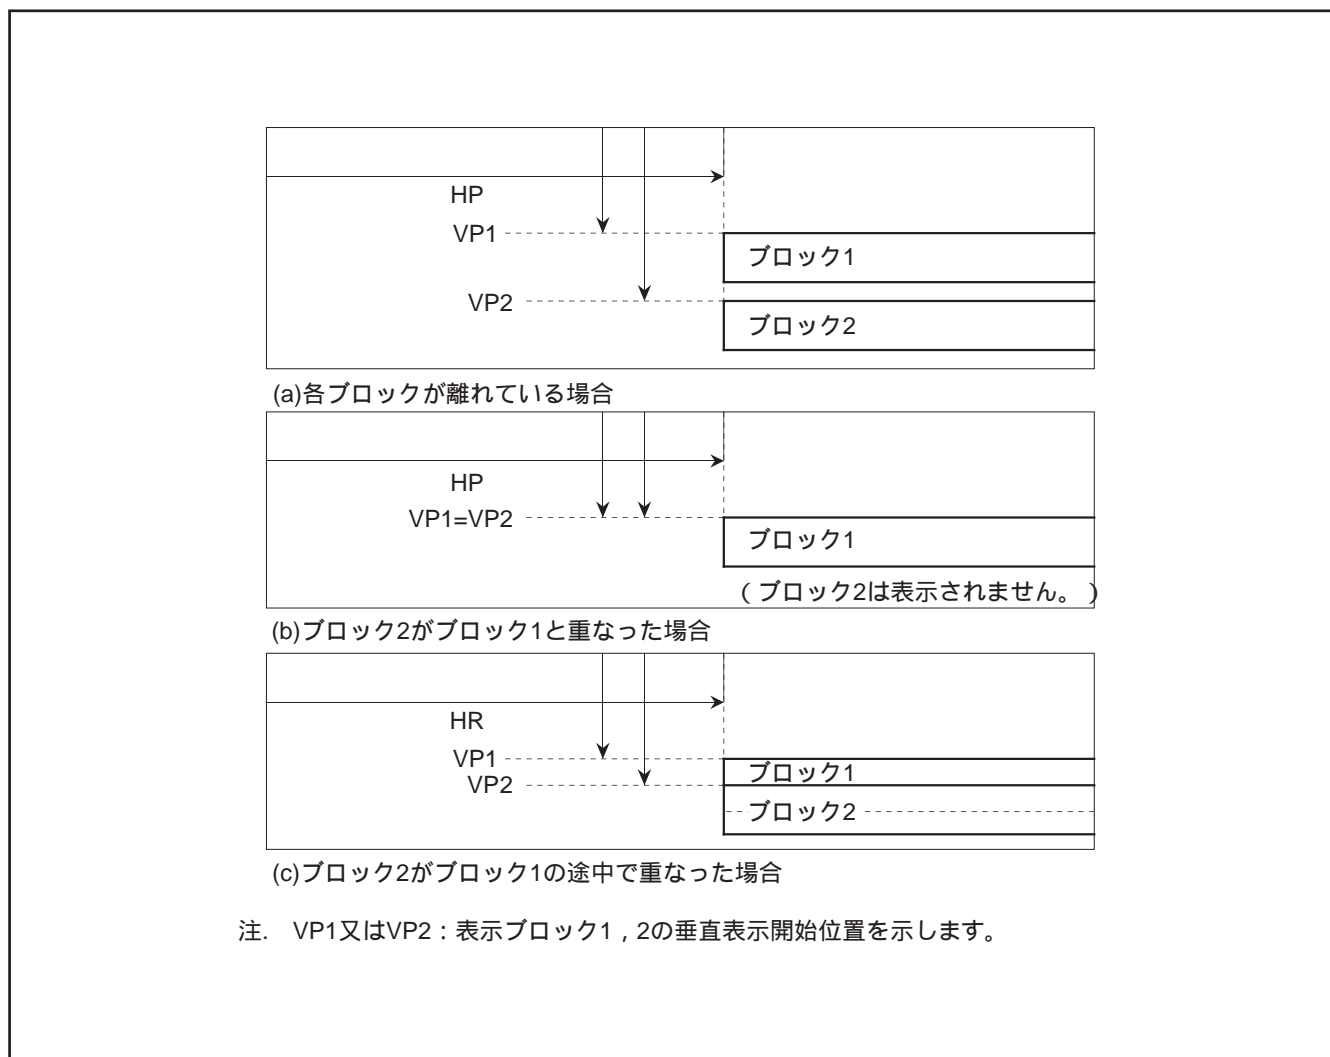 HP
VP1
ブロック1
VP2
ブロック2
(a)各ブロックが離れている場合
HP
VP1=VP2
ブロック1
(ブロック2は表示されません。)
(b)ブロック2がブロック1と重なった場合
HR
VP1
ブロック1
VP2
ブロック2
(c)ブロック2がブロック1の途中で重なった場合
注. VP1又はVP2：表示ブロック1，2の垂直表示開始位置を示します。